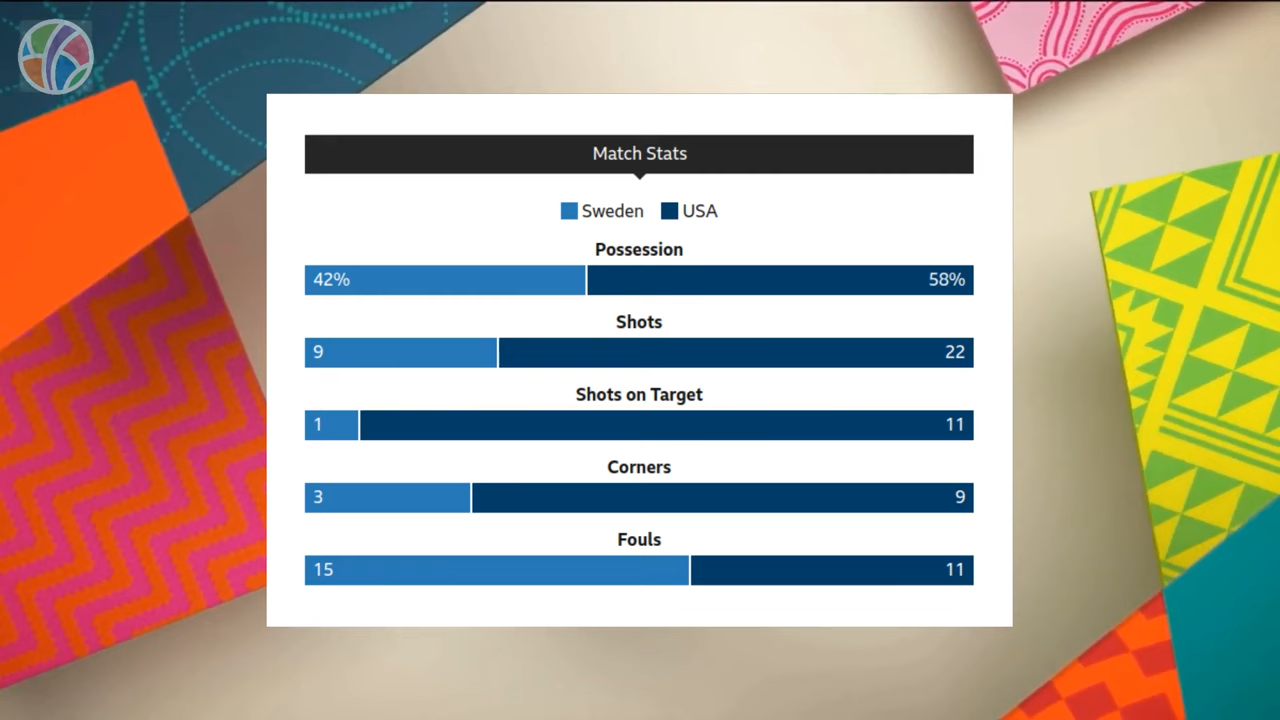 Match Stats
Sweden USA
Possession
42% 58%
Shots
9 22
Shots on Target
1 11
Corners
3 9
Fouls
15 11